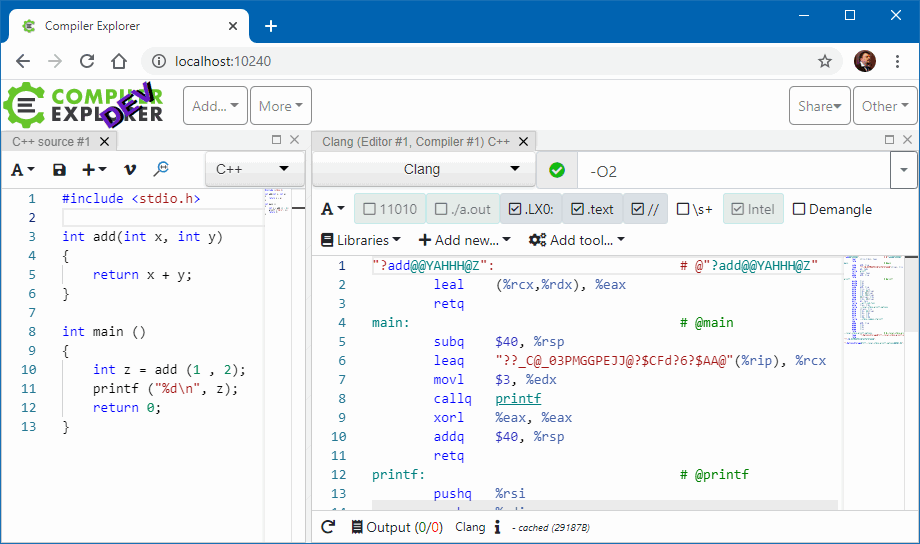 Compiler Explorer
localhost:10240
COMPILER EXPLORER DEV Add... More Share Other
C++ source #1 Clang (Editor #1, Compiler #1) C++
A C++ Clang -O2
A 11010 ./a.out .LX0: .text // \s+ Intel Demangle
Libraries Add new... Add tool...
1 #include <stdio.h>
2
3 int add(int x, int y)
4 {
5 return x + y;
6 }
7
8 int main ()
9 {
10 int z = add (1 , 2);
11 printf ("%d\n", z);
12 return 0;
13 }
1 "?add@@YAHHH@Z": # @"?add@@YAHHH@Z"
2 leal (%rcx,%rdx), %eax
3 retq
4 main: # @main
5 subq $40, %rsp
6 leaq "??_C@_03PMGGPEJJ@?$CFd?6?$AA@"(%rip), %rcx
7 movl $3, %edx
8 callq printf
9 xorl %eax, %eax
10 addq $40, %rsp
11 retq
12 printf: # @printf
13 pushq %rsi
Output (0/0) Clang i - cached (29187B)